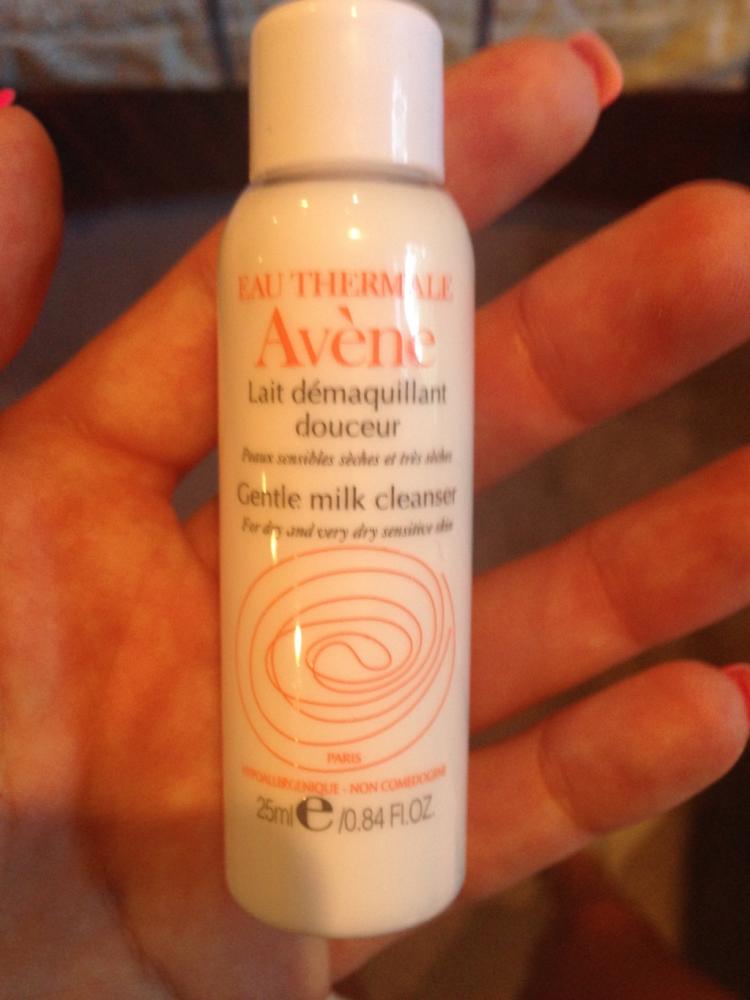 EAU THERMALE
Avène
Lait démaquillant
douceur
Peaux sensibles sèches et très sèches
Gentle milk cleanser
For dry and very dry sensitive skin
PARIS
HYPOALLERGENIQUE - NON COMEDOGENE
25ml e /0.84 Fl.OZ.